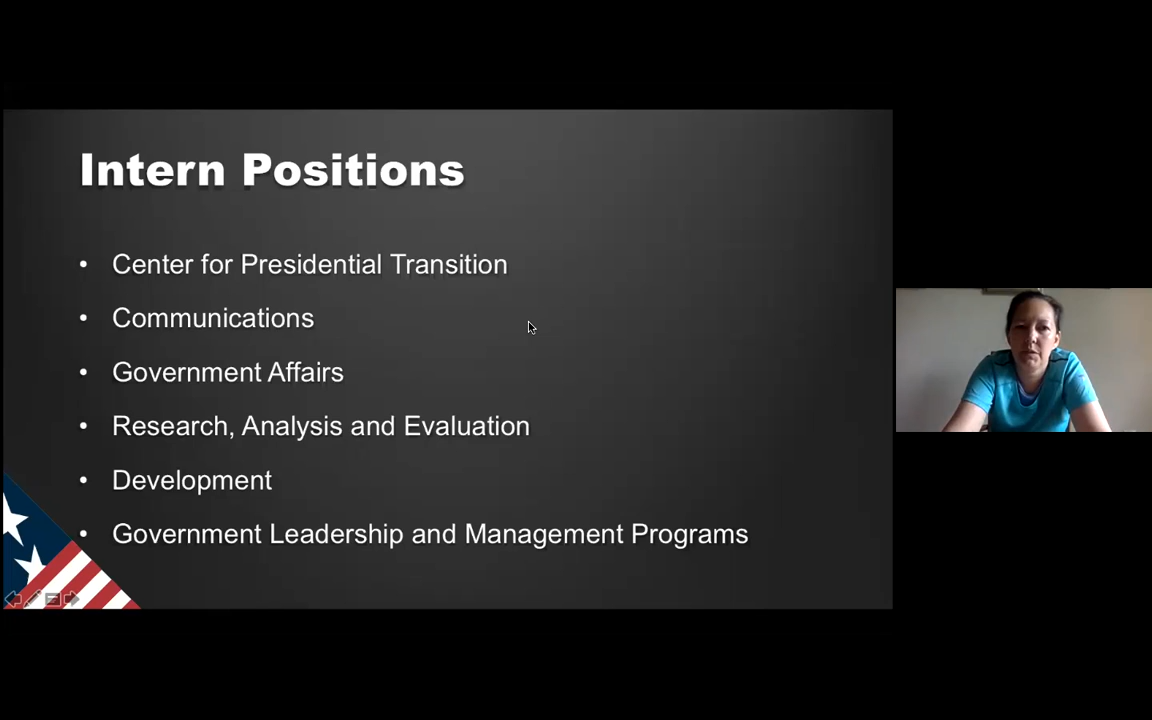 Intern Positions
• Center for Presidential Transition
• Communications
• Government Affairs
• Research, Analysis and Evaluation
• Development
• Government Leadership and Management Programs